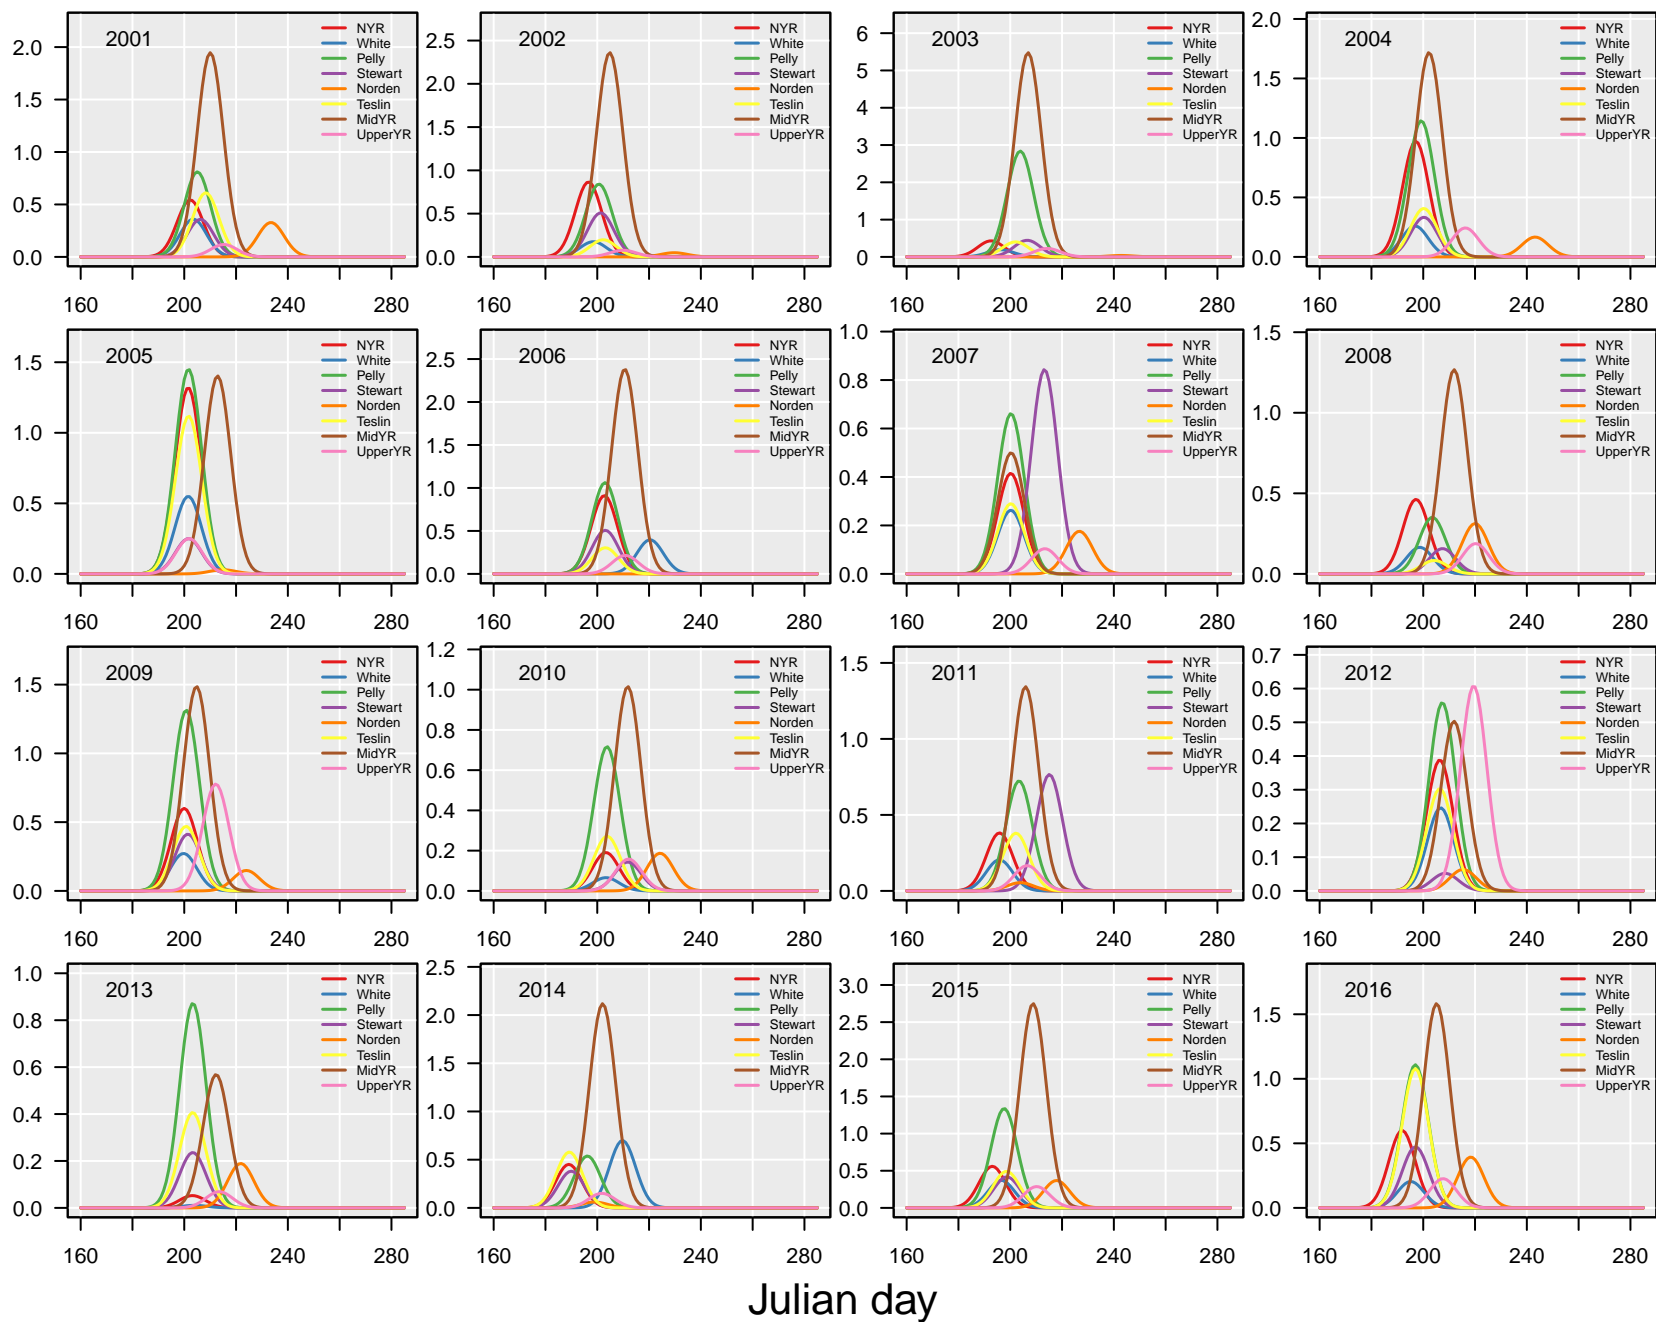 2001
NYR
White
Pelly
Stewart
Norden
Teslin
MidYR
UpperYR
2.0
1.5
1.0
0.5
0.0
160 200 240 280
2002
NYR
White
Pelly
Stewart
Norden
Teslin
MidYR
UpperYR
2.5
2.0
1.5
1.0
0.5
0.0
160 200 240 280
2003
NYR
White
Pelly
Stewart
Norden
Teslin
MidYR
UpperYR
6
5
4
3
2
1
0
160 200 240 280
2004
NYR
White
Pelly
Stewart
Norden
Teslin
MidYR
UpperYR
2.0
1.5
1.0
0.5
0.0
160 200 240 280
2005
NYR
White
Pelly
Stewart
Norden
Teslin
MidYR
UpperYR
1.5
1.0
0.5
0.0
160 200 240 280
2006
NYR
White
Pelly
Stewart
Norden
Teslin
MidYR
UpperYR
2.5
2.0
1.5
1.0
0.5
0.0
160 200 240 280
2007
NYR
White
Pelly
Stewart
Norden
Teslin
MidYR
UpperYR
1.0
0.8
0.6
0.4
0.2
0.0
160 200 240 280
2008
NYR
White
Pelly
Stewart
Norden
Teslin
MidYR
UpperYR
1.5
1.0
0.5
0.0
160 200 240 280
2009
NYR
White
Pelly
Stewart
Norden
Teslin
MidYR
UpperYR
1.5
1.0
0.5
0.0
160 200 240 280
2010
NYR
White
Pelly
Stewart
Norden
Teslin
MidYR
UpperYR
1.2
1.0
0.8
0.6
0.4
0.2
0.0
160 200 240 280
2011
NYR
White
Pelly
Stewart
Norden
Teslin
MidYR
UpperYR
1.5
1.0
0.5
0.0
160 200 240 280
2012
NYR
White
Pelly
Stewart
Norden
Teslin
MidYR
UpperYR
0.7
0.6
0.5
0.4
0.3
0.2
0.1
0.0
160 200 240 280
2013
NYR
White
Pelly
Stewart
Norden
Teslin
MidYR
UpperYR
1.0
0.8
0.6
0.4
0.2
0.0
160 200 240 280
2014
NYR
White
Pelly
Stewart
Norden
Teslin
MidYR
UpperYR
2.5
2.0
1.5
1.0
0.5
0.0
160 200 240 280
2015
NYR
White
Pelly
Stewart
Norden
Teslin
MidYR
UpperYR
3.0
2.5
2.0
1.5
1.0
0.5
0.0
160 200 240 280
2016
NYR
White
Pelly
Stewart
Norden
Teslin
MidYR
UpperYR
1.5
1.0
0.5
0.0
160 200 240 280
Julian day